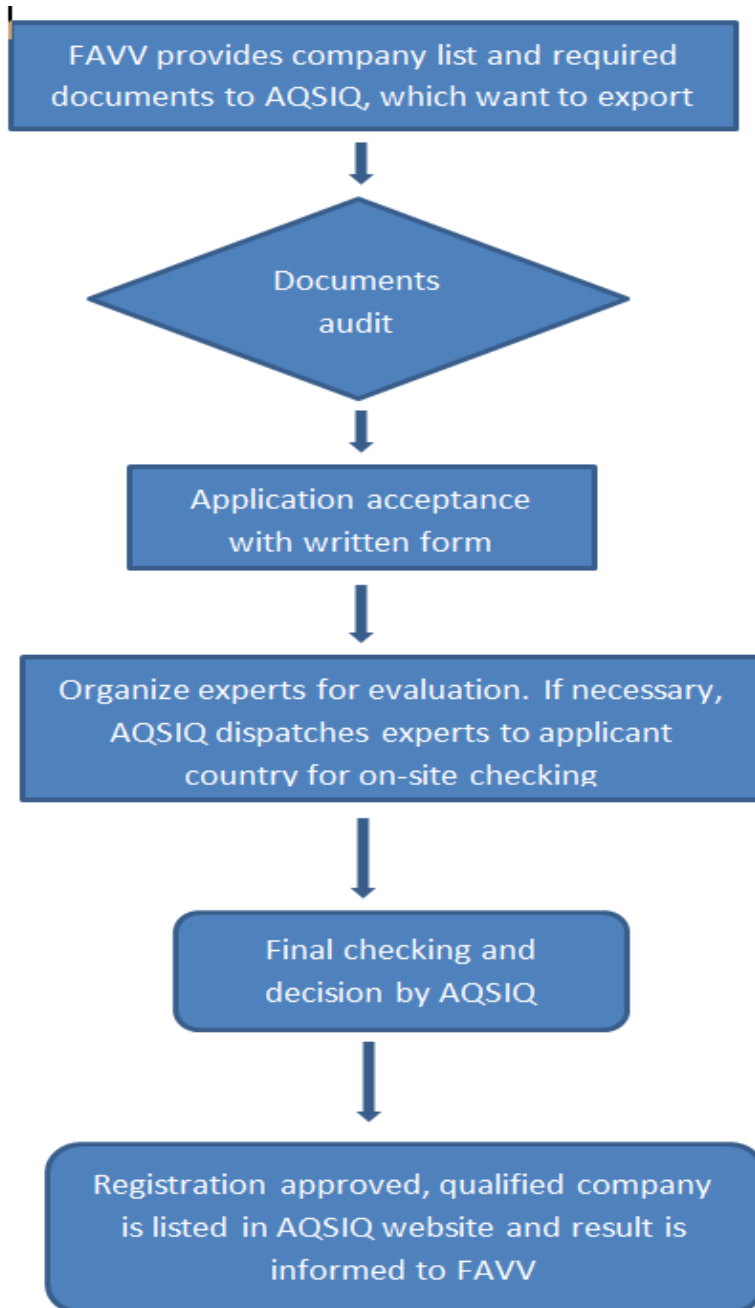 FAVV provides company list and required
documents to AQSIQ, which want to export
Documents
audit
Application acceptance
with written form
Organize experts for evaluation. If necessary,
AQSIQ dispatches experts to applicant
country for on-site checking
Final checking and
decision by AQSIQ
Registration approved, qualified company
is listed in AQSIQ website and result is
informed to FAVV